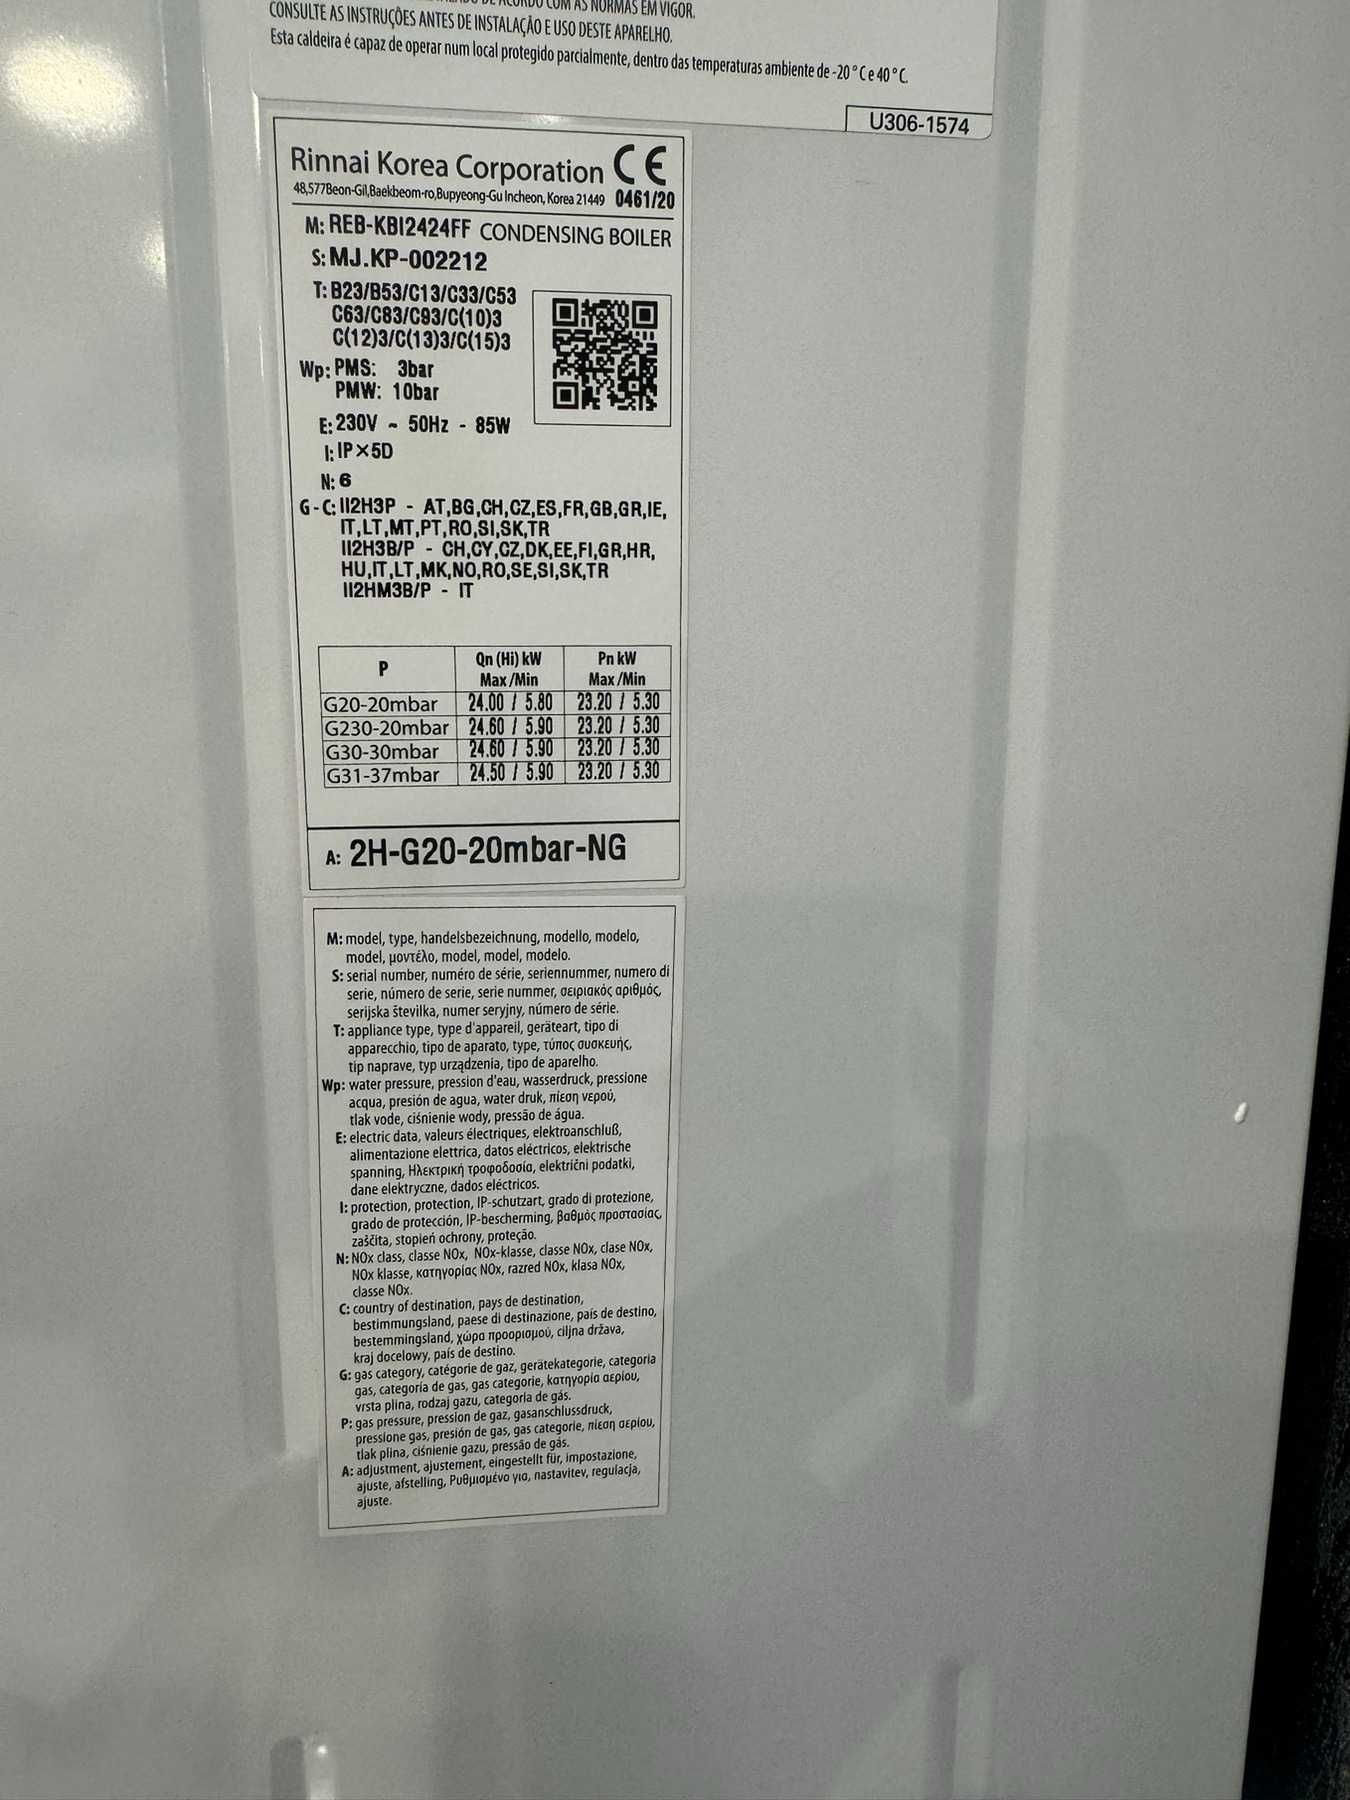 DE ACORDO COM AS NORMAS EM VIGOR.
CONSULTE AS INSTRUÇÕES ANTES DE INSTALAÇÃO E USO DESTE APARELHO.
Esta caldeira é capaz de operar num local protegido parcialmente, dentro das temperaturas ambiente de -20 °C e 40 °C.
U306-1574
Rinnai Korea Corporation CE
48,577Beon-Gil,Baekbeom-ro,Bupyeong-Gu Incheon, Korea 21449 0461/20
M: REB-KBI2424FF CONDENSING BOILER
S: MJ.KP-002212
T: B23/B53/C13/C33/C53
C63/C83/C93/C(10)3
C(12)3/C(13)3/C(15)3
Wp: PMS: 3bar
PMW: 10bar
E: 230V ~ 50Hz - 85W
I: IP×5D
N: 6
G - C: II2H3P - AT,BG,CH,CZ,ES,FR,GB,GR,IE,
IT,LT,MT,PT,RO,SI,SK,TR
II2H3B/P - CH,CY,CZ,DK,EE,FI,GR,HR,
HU,IT,LT,MK,NO,RO,SE,SI,SK,TR
II2HM3B/P - IT
P Qn (Hi) kW Max /Min Pn kW Max /Min
G20-20mbar 24.00 / 5.80 23.20 / 5.30
G230-20mbar 24.60 / 5.90 23.20 / 5.30
G30-30mbar 24.60 / 5.90 23.20 / 5.30
G31-37mbar 24.50 / 5.90 23.20 / 5.30
A: 2H-G20-20mbar-NG
M: model, type, handelsbezeichnung, modello, modelo,
model, μοντέλο, model, model, modelo.
S: serial number, numéro de série, seriennummer, numero di
serie, número de serie, serie nummer, σειριακός αριθμός,
serijska številka, numer seryjny, número de série.
T: appliance type, type d'appareil, geräteart, tipo di
apparecchio, tipo de aparato, type, τύπος συσκευής,
tip naprave, typ urządzenia, tipo de aparelho.
Wp: water pressure, pression d'eau, wasserdruck, pressione
acqua, presión de agua, water druk, πίεση νερού,
tlak vode, ciśnienie wody, pressão de água.
E: electric data, valeurs électriques, elektroanschluß,
alimentazione elettrica, datos eléctricos, elektrische
spanning, Ηλεκτρική τροφοδοσία, električni podatki,
dane elektryczne, dados eléctricos.
I: protection, protection, IP-schutzart, grado di protezione,
grado de protección, IP-bescherming, βαθμός προστασίας,
zaščita, stopień ochrony, proteção.
N: NOx class, classe NOx, NOx-klasse, classe NOx, clase NOx,
NOx klasse, κατηγορίας NOx, razred NOx, klasa NOx,
classe NOx.
C: country of destination, pays de destination,
bestimmungsland, paese di destinazione, país de destino,
bestemmingsland, χώρα προορισμού, ciljna država,
kraj docelowy, país de destino.
G: gas category, catégorie de gaz, gerätekategorie, categoria
gas, categoría de gas, gas categorie, κατηγορία αερίου,
vrsta plina, rodzaj gazu, categoria de gás.
P: gas pressure, pression de gaz, gasanschlussdruck,
pressione gas, presión de gas, gas categorie, πίεση αερίου,
tlak plina, ciśnienie gazu, pressão de gás.
A: adjustment, ajustement, eingestellt für, impostazione,
ajuste, afstelling, Ρυθμισμένο για, nastavitev, regulacja,
ajuste.